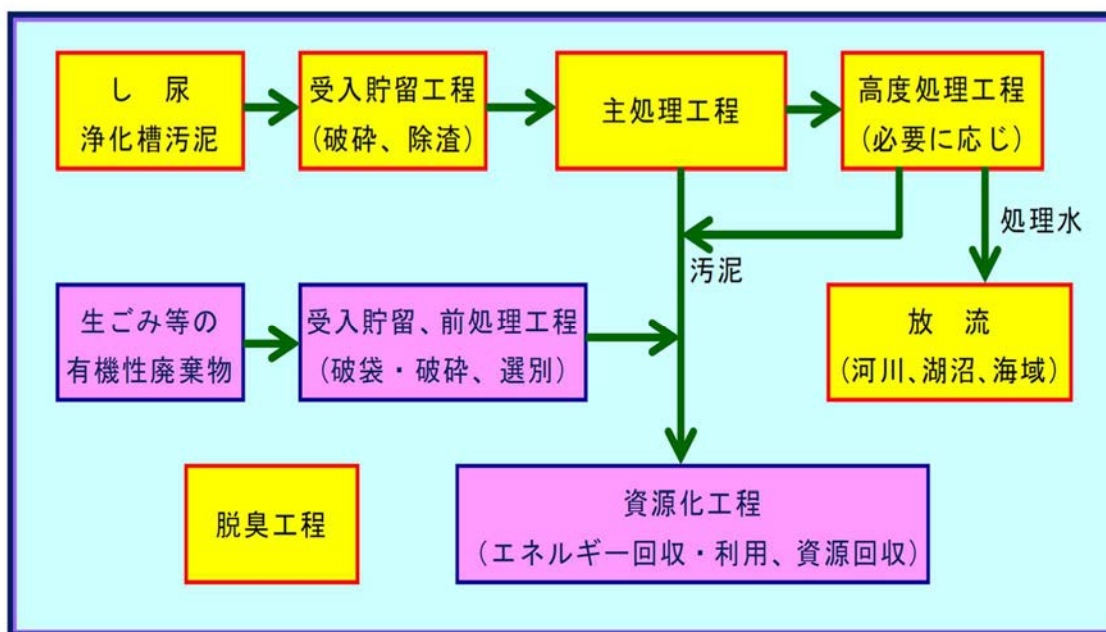 し 尿
浄化槽汚泥
受入貯留工程
(破砕、除渣)
主処理工程
高度処理工程
(必要に応じ)
処理水
汚泥
生ごみ等の
有機性廃棄物
受入貯留、前処理工程
(破袋・破砕、選別)
放 流
(河川、湖沼、海域)
脱臭工程
資源化工程
(エネルギー回収・利用、資源回収)